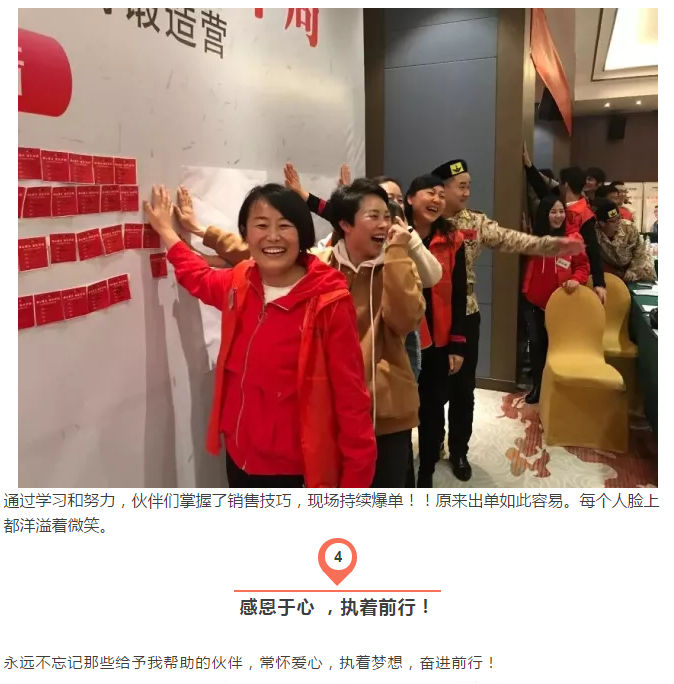 锻造营
局
通过学习和努力，伙伴们掌握了销售技巧，现场持续爆单！！原来出单如此容易。每个人脸上
都洋溢着微笑。
4
感恩于心 ，执着前行！
永远不忘记那些给予我帮助的伙伴，常怀爱心，执着梦想，奋进前行！